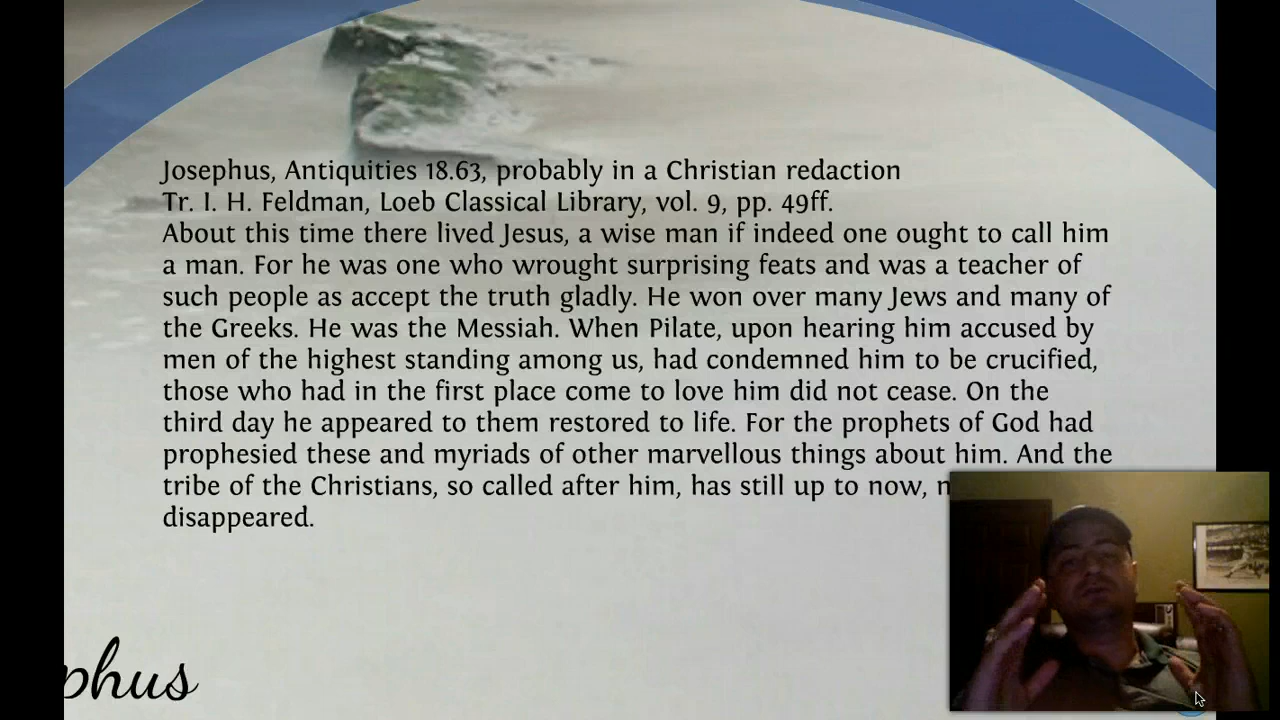 Josephus, Antiquities 18.63, probably in a Christian redaction
Tr. I. H. Feldman, Loeb Classical Library, vol. 9, pp. 49ff.
About this time there lived Jesus, a wise man if indeed one ought to call him
a man. For he was one who wrought surprising feats and was a teacher of
such people as accept the truth gladly. He won over many Jews and many of
the Greeks. He was the Messiah. When Pilate, upon hearing him accused by
men of the highest standing among us, had condemned him to be crucified,
those who had in the first place come to love him did not cease. On the
third day he appeared to them restored to life. For the prophets of God had
prophesied these and myriads of other marvellous things about him. And the
tribe of the Christians, so called after him, has still up to now,
disappeared.
phus